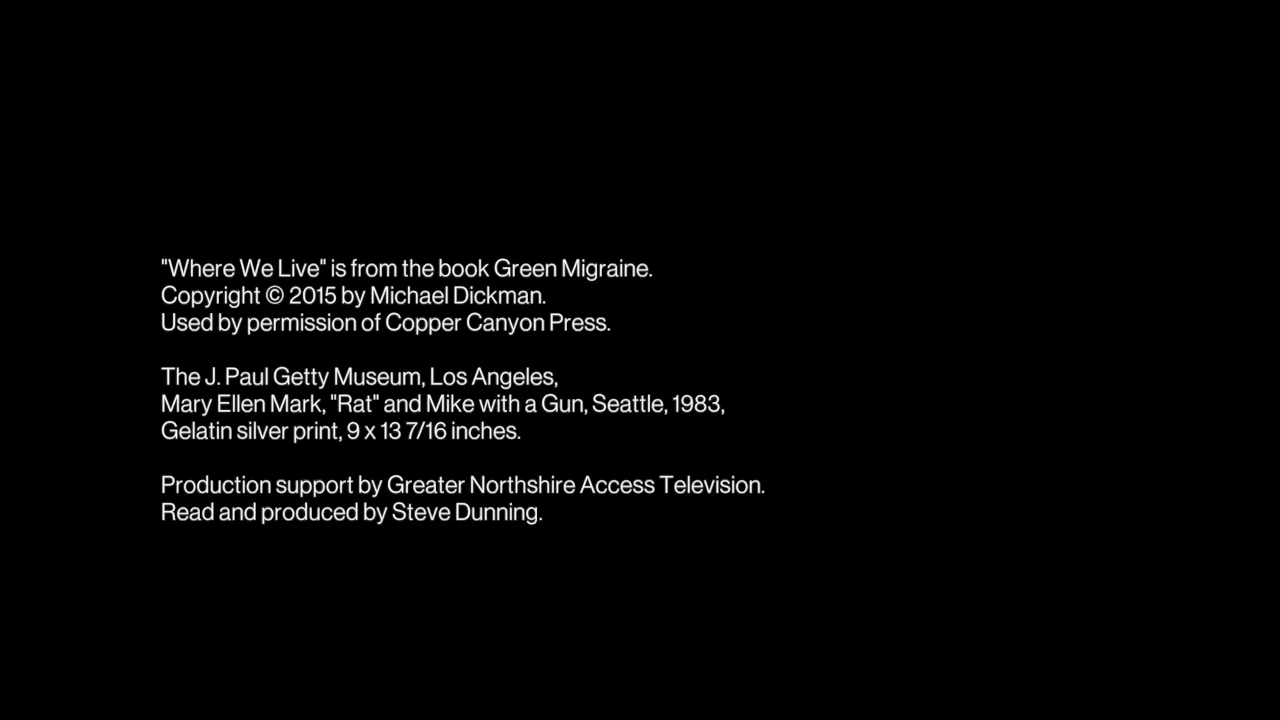 "Where We Live" is from the book Green Migraine.
Copyright © 2015 by Michael Dickman.
Used by permission of Copper Canyon Press.
The J. Paul Getty Museum, Los Angeles,
Mary Ellen Mark, "Rat" and Mike with a Gun, Seattle, 1983,
Gelatin silver print, 9 x 13 7/16 inches.
Production support by Greater Northshire Access Television.
Read and produced by Steve Dunning.